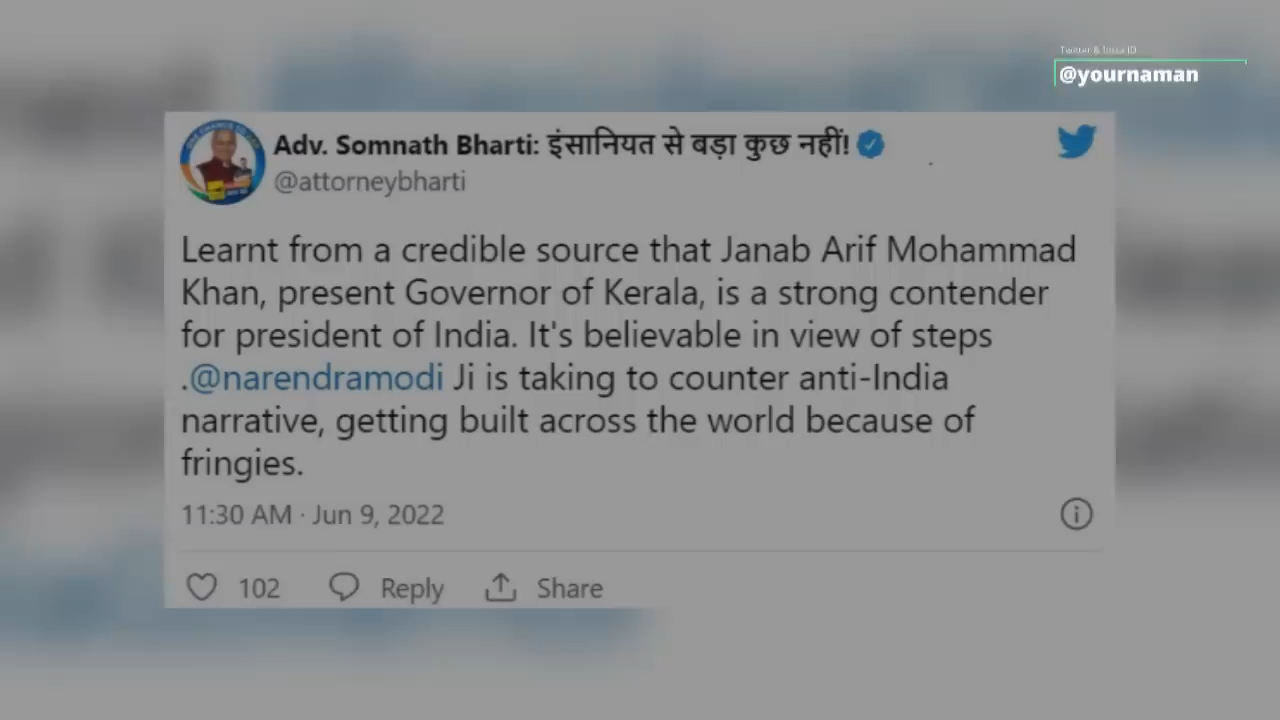 Twitter & Insta ID
@yournaman
Adv. Somnath Bharti: इंसानियत से बड़ा कुछ नहीं!
@attorneybharti
Learnt from a credible source that Janab Arif Mohammad
Khan, present Governor of Kerala, is a strong contender
for president of India. It's believable in view of steps
.@narendramodi Ji is taking to counter anti-India
narrative, getting built across the world because of
fringies.
11:30 AM · Jun 9, 2022
102 Reply Share